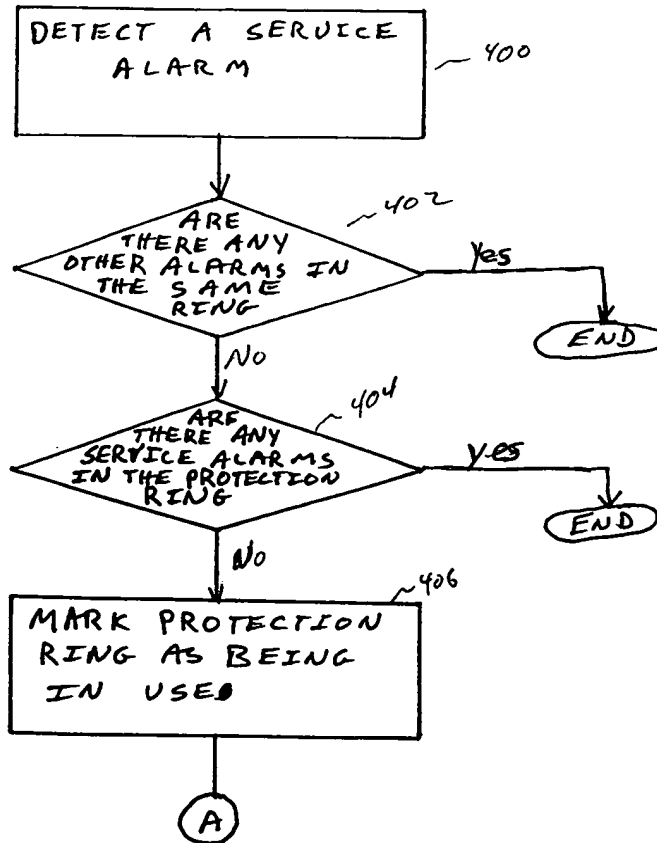 DETECT A SERVICE
ALARM
400
402
ARE
THERE ANY
OTHER ALARMS IN
THE SAME
RING
Yes
END
No
404
ARE
THERE ANY
SERVICE ALARMS
IN THE PROTECTION
RING
yes
END
No
406
MARK PROTECTION
RING AS BEING
IN USE
A